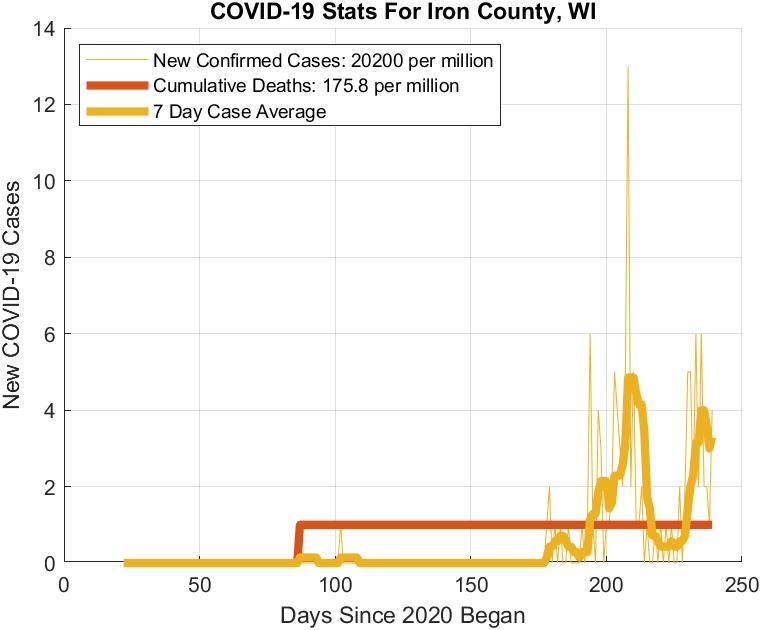 COVID-19 Stats For Iron County, WI
New Confirmed Cases: 20200 per million
Cumulative Deaths: 175.8 per million
7 Day Case Average
New COVID-19 Cases
14
12
10
8
6
4
2
0
0 50 100 150 200 250
Days Since 2020 Began